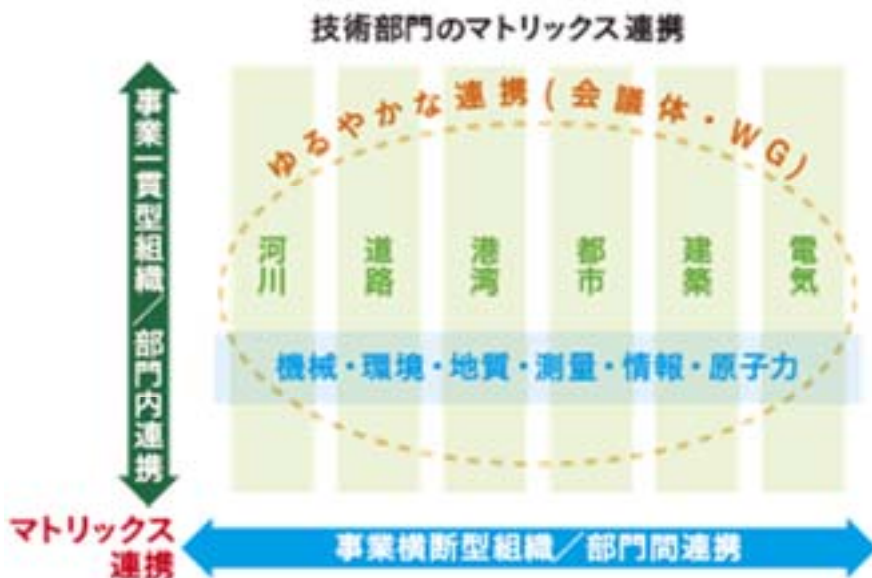 技術部門のマトリックス連携
ゆるやかな連携(会議体・WG)
事業一貫型組織／部門内連携
河川
道路
港湾
都市
建築
電気
機械・環境・地質・測量・情報・原子力
マトリックス
連携
事業横断型組織／部門間連携